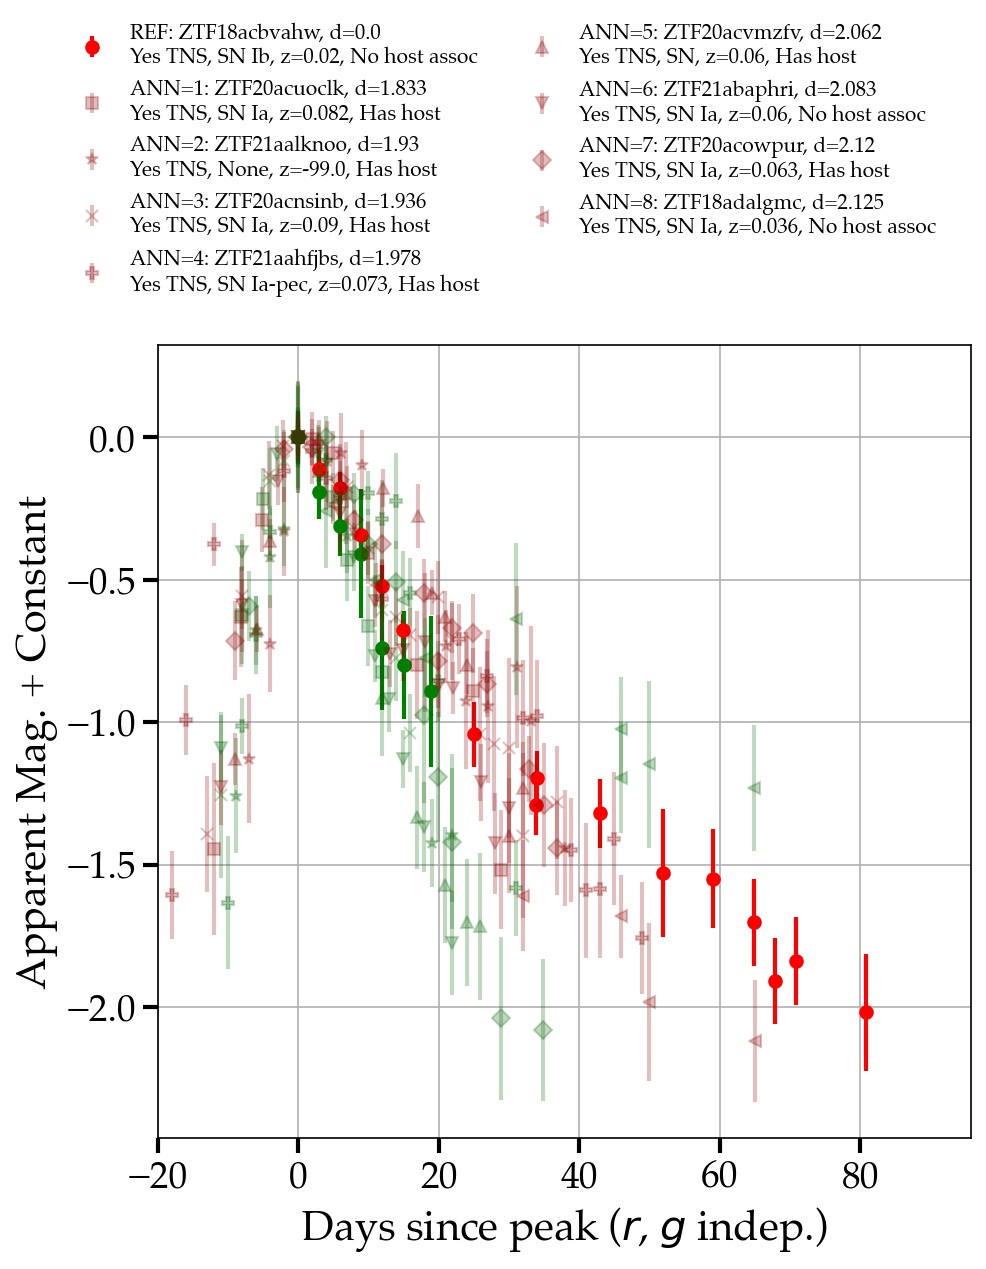 REF: ZTF18acbvahw, d=0.0
Yes TNS, SN Ib, z=0.02, No host assoc
ANN=1: ZTF20acuoclk, d=1.833
Yes TNS, SN Ia, z=0.082, Has host
ANN=2: ZTF21aalknoo, d=1.93
Yes TNS, None, z=-99.0, Has host
ANN=3: ZTF20acnsinb, d=1.936
Yes TNS, SN Ia, z=0.09, Has host
ANN=4: ZTF21aahfjbs, d=1.978
Yes TNS, SN Ia-pec, z=0.073, Has host
ANN=5: ZTF20acvmzfv, d=2.062
Yes TNS, SN, z=0.06, Has host
ANN=6: ZTF21abaphri, d=2.083
Yes TNS, SN Ia, z=0.06, No host assoc
ANN=7: ZTF20acowpur, d=2.12
Yes TNS, SN Ia, z=0.063, Has host
ANN=8: ZTF18adalgmc, d=2.125
Yes TNS, SN Ia, z=0.036, No host assoc
Apparent Mag. + Constant
0.0
−0.5
−1.0
−1.5
−2.0
−20
0
20
40
60
80
Days since peak (r, g indep.)